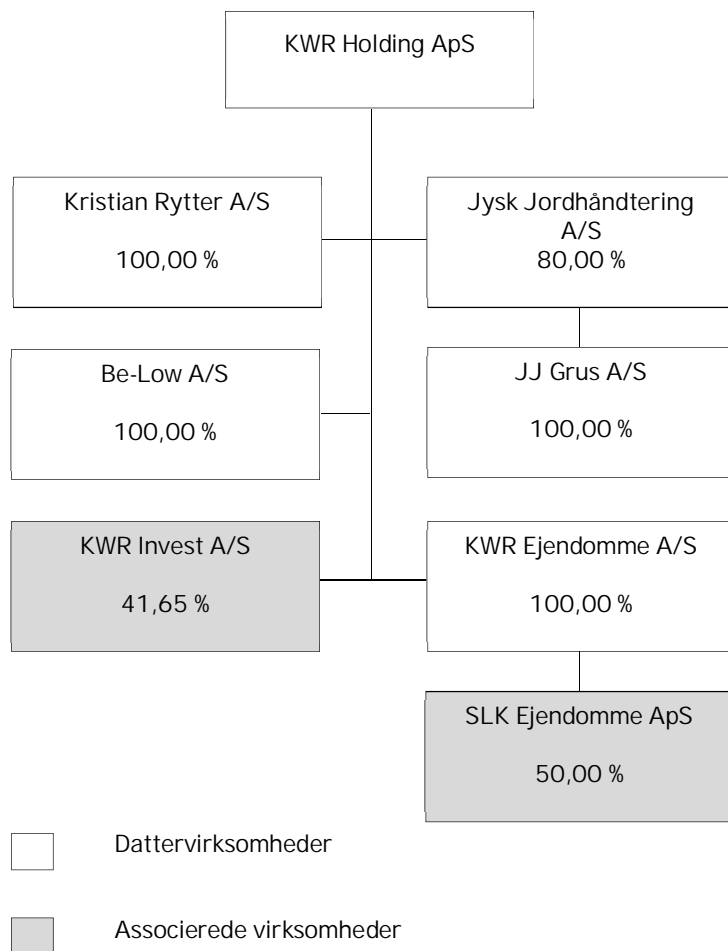 KWR Holding ApS
Kristian Rytter A/S
100,00 %
Jysk Jordhåndtering
A/S
80,00 %
Be-Low A/S
100,00 %
JJ Grus A/S
100,00 %
KWR Invest A/S
41,65 %
KWR Ejendomme A/S
100,00 %
SLK Ejendomme ApS
50,00 %
Dattervirksomheder
Associerede virksomheder